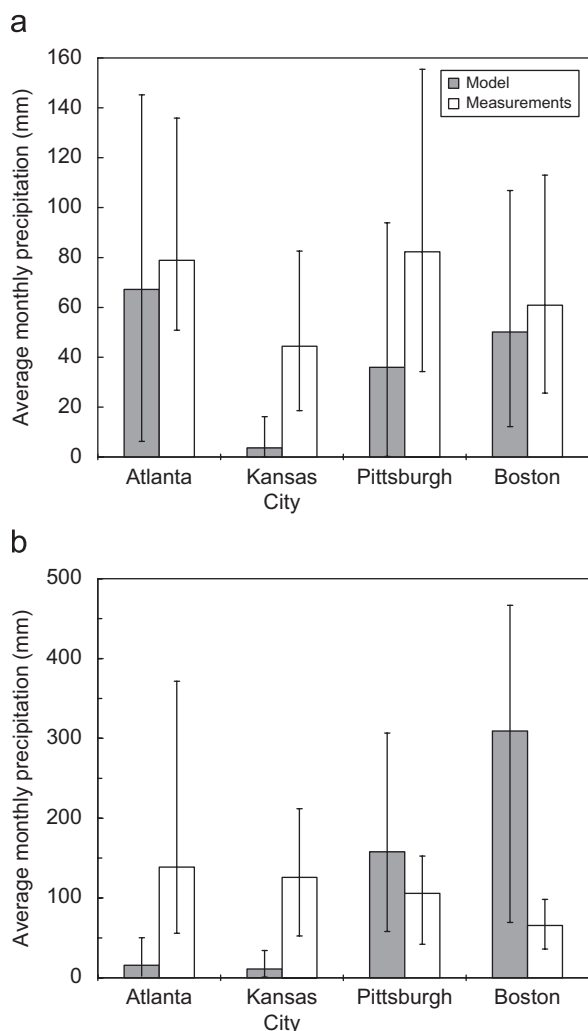 a
Average monthly precipitation (mm)
160
140
120
100
80
60
40
20
0
Model
Measurements
Atlanta
Kansas
City
Pittsburgh
Boston
b
Average monthly precipitation (mm)
500
400
300
200
100
0
Atlanta
Kansas
City
Pittsburgh
Boston